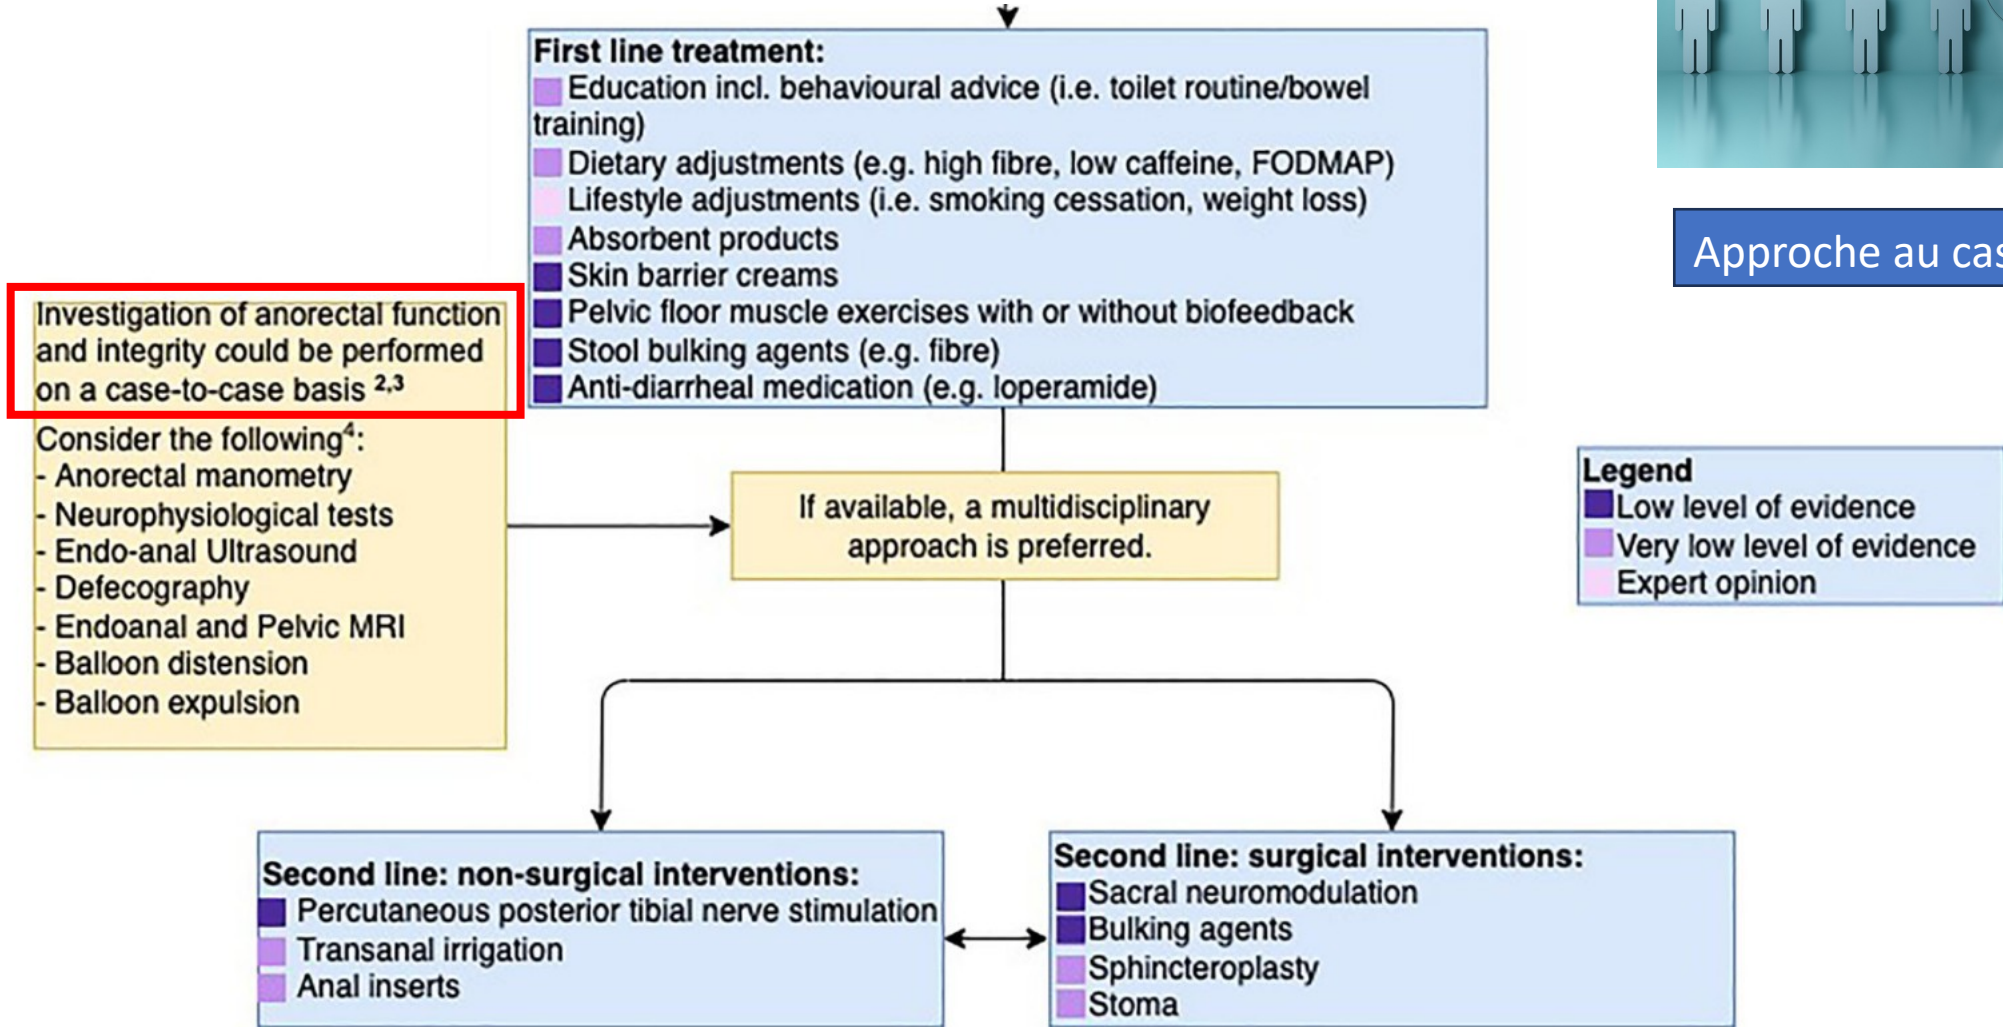 First line treatment:
Education incl. behavioural advice (i.e. toilet routine/bowel
training)
Dietary adjustments (e.g. high fibre, low caffeine, FODMAP)
Lifestyle adjustments (i.e. smoking cessation, weight loss)
Absorbent products
Skin barrier creams
Pelvic floor muscle exercises with or without biofeedback
Stool bulking agents (e.g. fibre)
Anti-diarrheal medication (e.g. loperamide)
Approche au cas
Investigation of anorectal function
and integrity could be performed
on a case-to-case basis 2,3
Consider the following4:
- Anorectal manometry
- Neurophysiological tests
- Endo-anal Ultrasound
- Defecography
- Endoanal and Pelvic MRI
- Balloon distension
- Balloon expulsion
If available, a multidisciplinary
approach is preferred.
Legend
Low level of evidence
Very low level of evidence
Expert opinion
Second line: non-surgical interventions:
Percutaneous posterior tibial nerve stimulation
Transanal irrigation
Anal inserts
Second line: surgical interventions:
Sacral neuromodulation
Bulking agents
Sphincteroplasty
Stoma